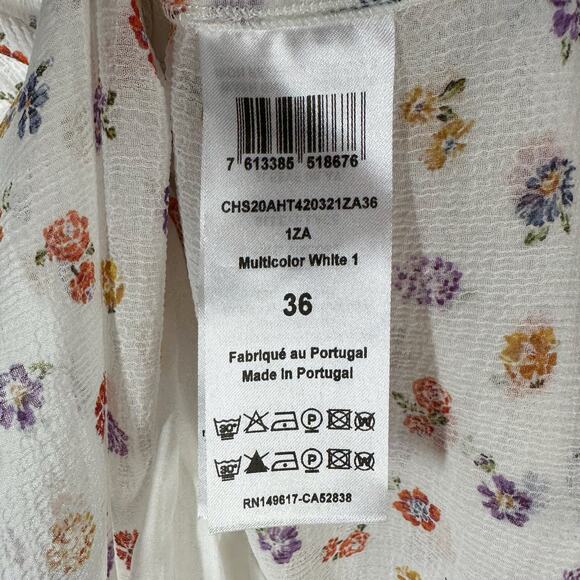 7 613385 518676
CHS20AHT420321ZA36
1ZA
Multicolor White 1
36
Fabriqué au Portugal
Made in Portugal
30°
P
W
30°
P
W
RN149617-CA52838